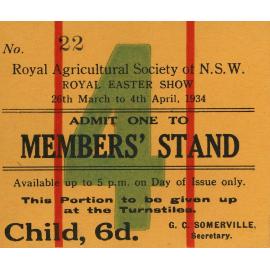 No. 22
Royal Agricultural Society of N.S.W.
ROYAL EASTER SHOW
26th March to 4th April, 1934
4
ADMIT ONE TO
MEMBERS' STAND
Available up to 5 p.m. on Day of Issue only.
This Portion to be given up
at the Turnstiles.
Child, 6d.
G. C. SOMERVILLE,
Secretary.